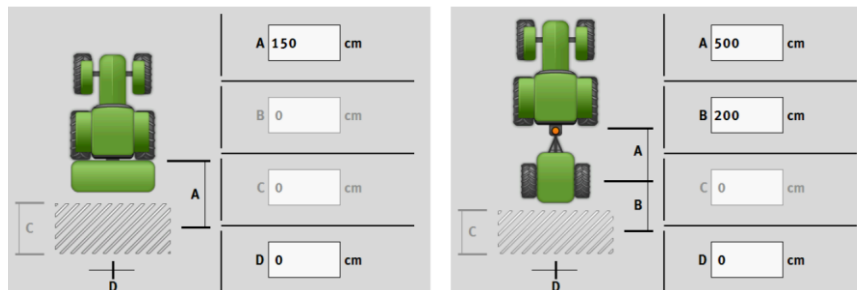 A 150 cm
B 0 cm
A
C 0 cm
C
D 0 cm
D
A 500 cm
B 200 cm
A
C 0 cm
B
C
D 0 cm
D